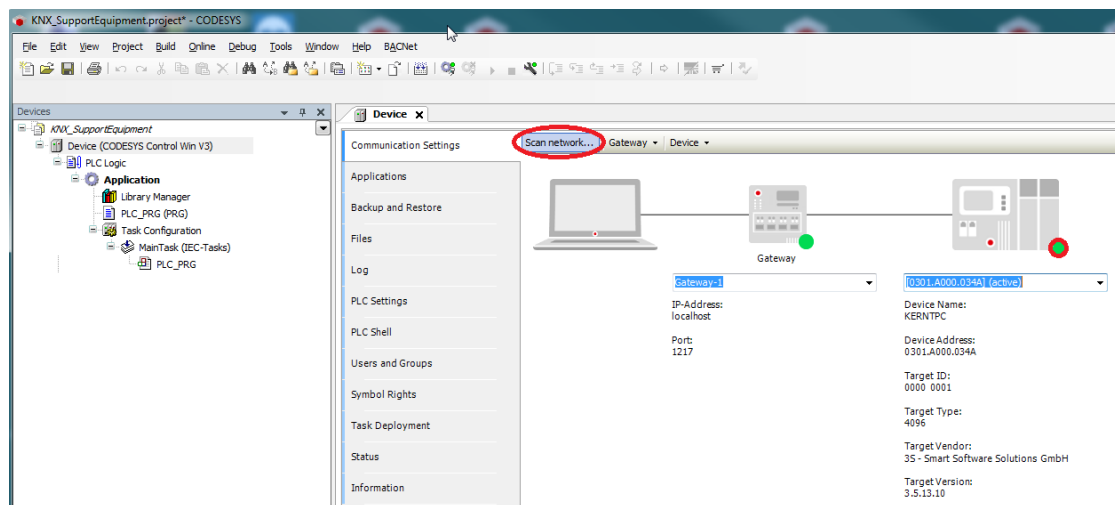 KNX_SupportEquipment.project* - CODESYS
File Edit View Project Build Online Debug Tools Window Help BACNet
Devices
KNX_SupportEquipment
Device (CODESYS Control Win V3)
PLC Logic
Application
Library Manager
PLC_PRG (PRG)
Task Configuration
MainTask (IEC-Tasks)
PLC_PRG
Device
Communication Settings
Applications
Backup and Restore
Files
Log
PLC Settings
PLC Shell
Users and Groups
Symbol Rights
Task Deployment
Status
Information
Scan network... Gateway Device
Gateway
Gateway-1
IP-Address:
localhost
Port:
1217
[0301.A000.034A] (active)
Device Name:
KERNTPC
Device Address:
0301.A000.034A
Target ID:
0000 0001
Target Type:
4096
Target Vendor:
3S - Smart Software Solutions GmbH
Target Version:
3.5.13.10